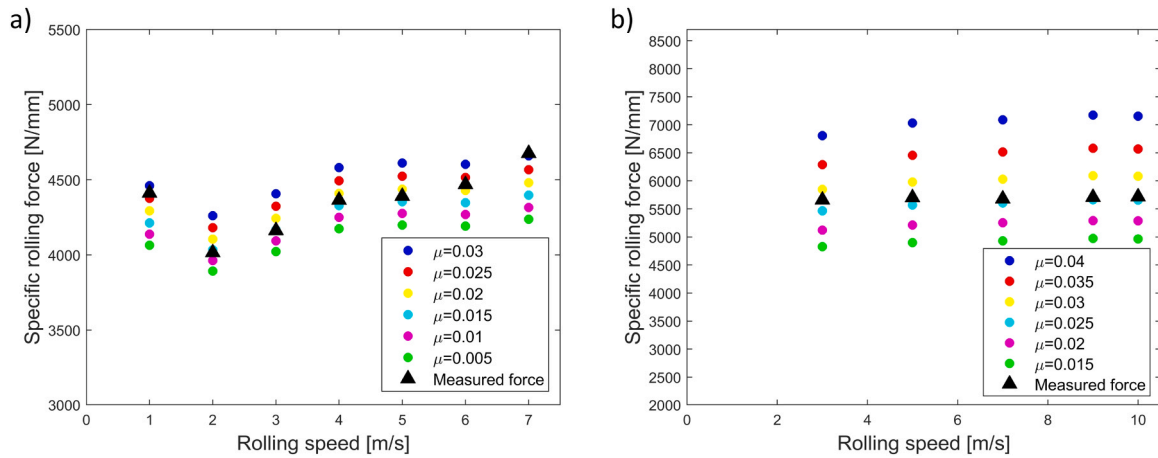 a)
Specific rolling force [N/mm]
5500
5000
4500
4000
3500
3000
0 1 2 3 4 5 6 7
Rolling speed [m/s]
μ=0.03
μ=0.025
μ=0.02
μ=0.015
μ=0.01
μ=0.005
Measured force
b)
Specific rolling force [N/mm]
8500
8000
7500
7000
6500
6000
5500
5000
4500
4000
3500
3000
2500
2000
0 2 4 6 8 10
Rolling speed [m/s]
μ=0.04
μ=0.035
μ=0.03
μ=0.025
μ=0.02
μ=0.015
Measured force